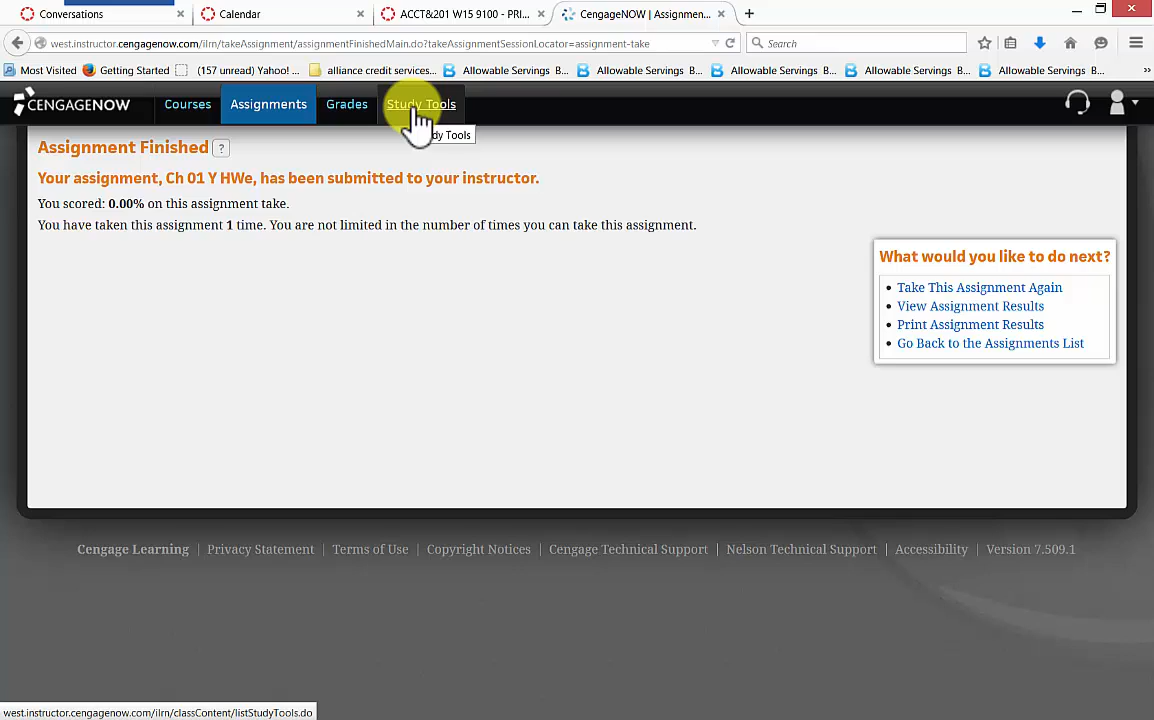 Conversations
Calendar
ACCT&201 W15 9100 - PRI...
CengageNOW | Assignmen...
west.instructor.cengagenow.com/ilrn/takeAssignment/assignmentFinishedMain.do?takeAssignmentSessionLocator=assignment-take
Search
Most Visited
Getting Started
(157 unread) Yahoo! ...
alliance credit services...
Allowable Servings B...
Allowable Servings B...
Allowable Servings B...
Allowable Servings B...
Allowable Servings B...
CENGAGENOW
Courses
Assignments
Grades
Study Tools
dy Tools
Assignment Finished ?
Your assignment, Ch 01 Y HWe, has been submitted to your instructor.
You scored: 0.00% on this assignment take.
You have taken this assignment 1 time. You are not limited in the number of times you can take this assignment.
What would you like to do next?
Take This Assignment Again
View Assignment Results
Print Assignment Results
Go Back to the Assignments List
Cengage Learning | Privacy Statement | Terms of Use | Copyright Notices | Cengage Technical Support | Nelson Technical Support | Accessibility | Version 7.509.1
west.instructor.cengagenow.com/ilrn/classContent/listStudyTools.do